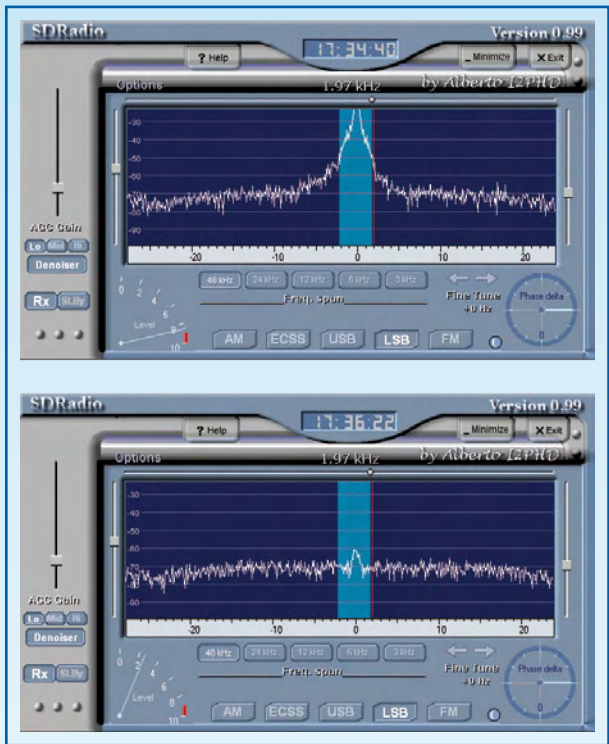 SDRadio 17:34:40 Version 0.99
? Help _ Minimize X Exit
Options 1.97 kHz by Alberto I2PHD
-30
-40
-50
-60
-70
-80
-90
-20 -10 0 10 20
AGC Gain
Lo Mid Hi
Denoiser
48 kHz 24 kHz 12 kHz 6 kHz 3 kHz
Freq. Span
Fine Tune
+0 Hz
Phase delta
0
Rx St.By
0 2 4 6 8 10
Level
AM ECSS USB LSB FM
SDRadio 17:36:22 Version 0.99
? Help _ Minimize X Exit
Options 1.97 kHz by Alberto I2PHD
-30
-40
-50
-60
-70
-80
-90
-20 -10 0 10 20
AGC Gain
Lo Mid Hi
Denoiser
48 kHz 24 kHz 12 kHz 6 kHz 3 kHz
Freq. Span
Fine Tune
+0 Hz
Phase delta
0
Rx St.By
0 2 4 6 8 10
Level
AM ECSS USB LSB FM